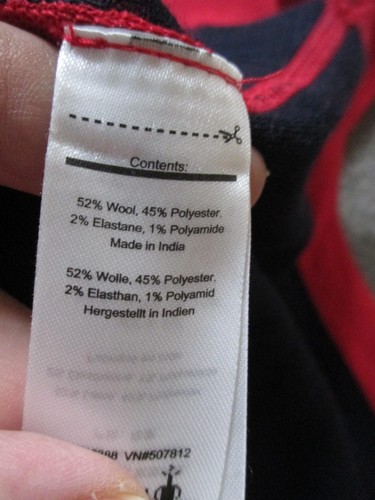 Contents:
52% Wool, 45% Polyester,
2% Elastane, 1% Polyamide
Made in India
52% Wolle, 45% Polyester,
2% Elasthan, 1% Polyamid
Hergestellt in Indien
VN#507812